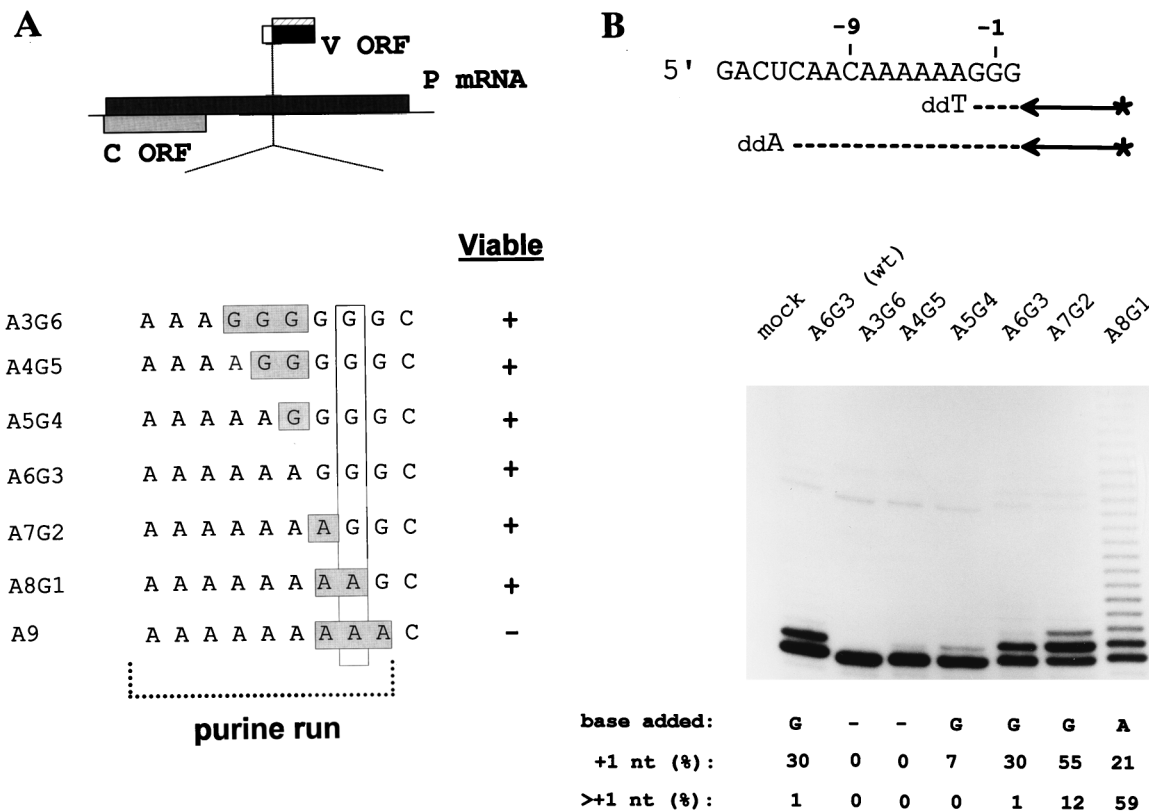 A
V ORF
P mRNA
C ORF
Viable
A3G6 A A A G G G G G G C +
A4G5 A A A A G G G G G C +
A5G4 A A A A A G G G G C +
A6G3 A A A A A A G G G C +
A7G2 A A A A A A A G G C +
A8G1 A A A A A A A A G C +
A9 A A A A A A A A A C -
purine run
B
-9 -1
5' GACUCAACAAAAAAGGG
ddT
ddA
mock
A6G3 (wt)
A3G6
A4G5
A5G4
A6G3
A7G2
A8G1
base added: G - - G G G A
+1 nt (%): 30 0 0 7 30 55 21
>+1 nt (%): 1 0 0 0 1 12 59